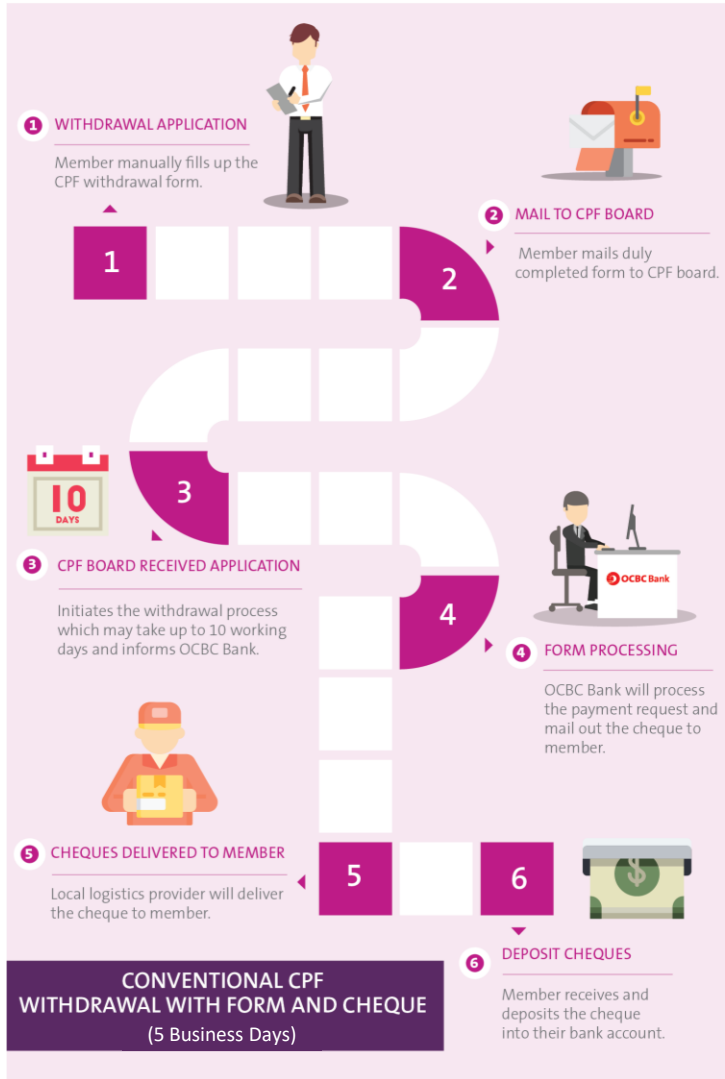 1 WITHDRAWAL APPLICATION
Member manually fills up the
CPF withdrawal form.
2 MAIL TO CPF BOARD
Member mails duly
completed form to CPF board.
1
2
3
10
DAYS
3 CPF BOARD RECEIVED APPLICATION
Initiates the withdrawal process
which may take up to 10 working
days and informs OCBC Bank.
OCBC Bank
4
4 FORM PROCESSING
OCBC Bank will process
the payment request and
mail out the cheque to
member.
5 CHEQUES DELIVERED TO MEMBER
Local logistics provider will deliver
the cheque to member.
5
6
$
6 DEPOSIT CHEQUES
Member receives and
deposits the cheque
into their bank account.
CONVENTIONAL CPF
WITHDRAWAL WITH FORM AND CHEQUE
(5 Business Days)